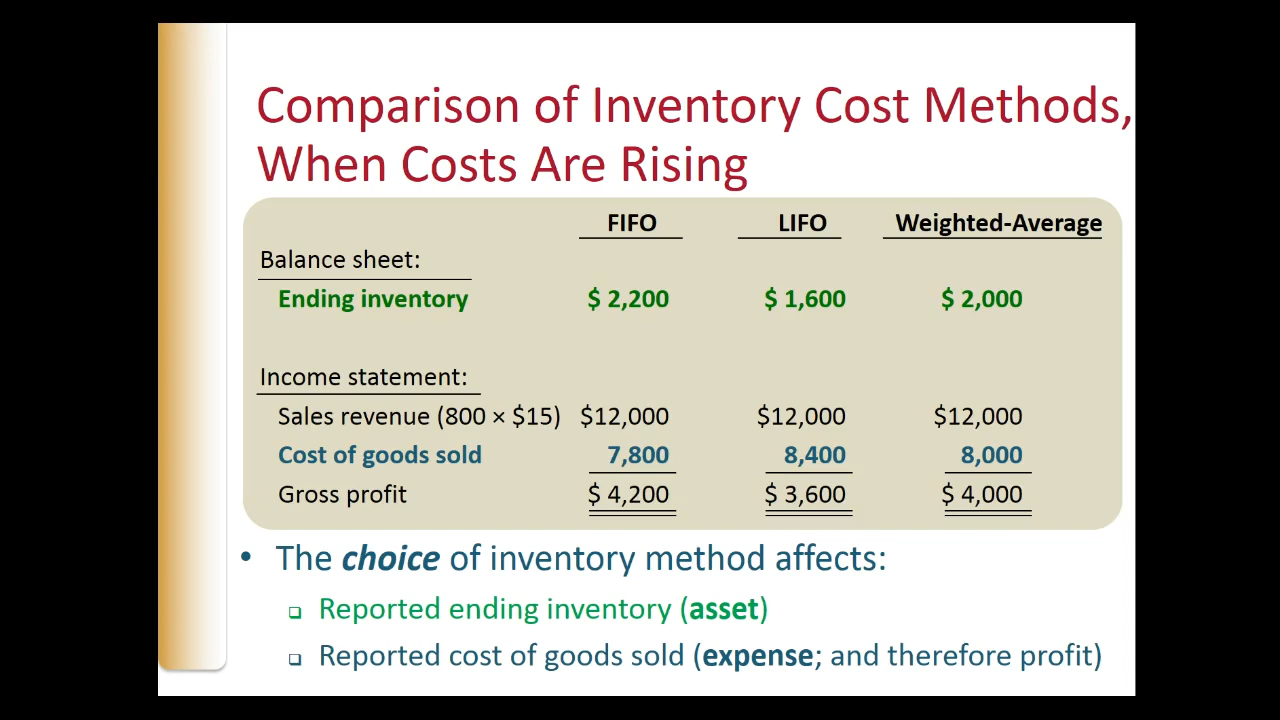 Comparison of Inventory Cost Methods,
When Costs Are Rising
FIFO LIFO Weighted-Average
Balance sheet:
Ending inventory $ 2,200 $ 1,600 $ 2,000
Income statement:
Sales revenue (800 × $15) $12,000 $12,000 $12,000
Cost of goods sold 7,800 8,400 8,000
Gross profit $ 4,200 $ 3,600 $ 4,000
• The choice of inventory method affects:
❑ Reported ending inventory (asset)
❑ Reported cost of goods sold (expense; and therefore profit)